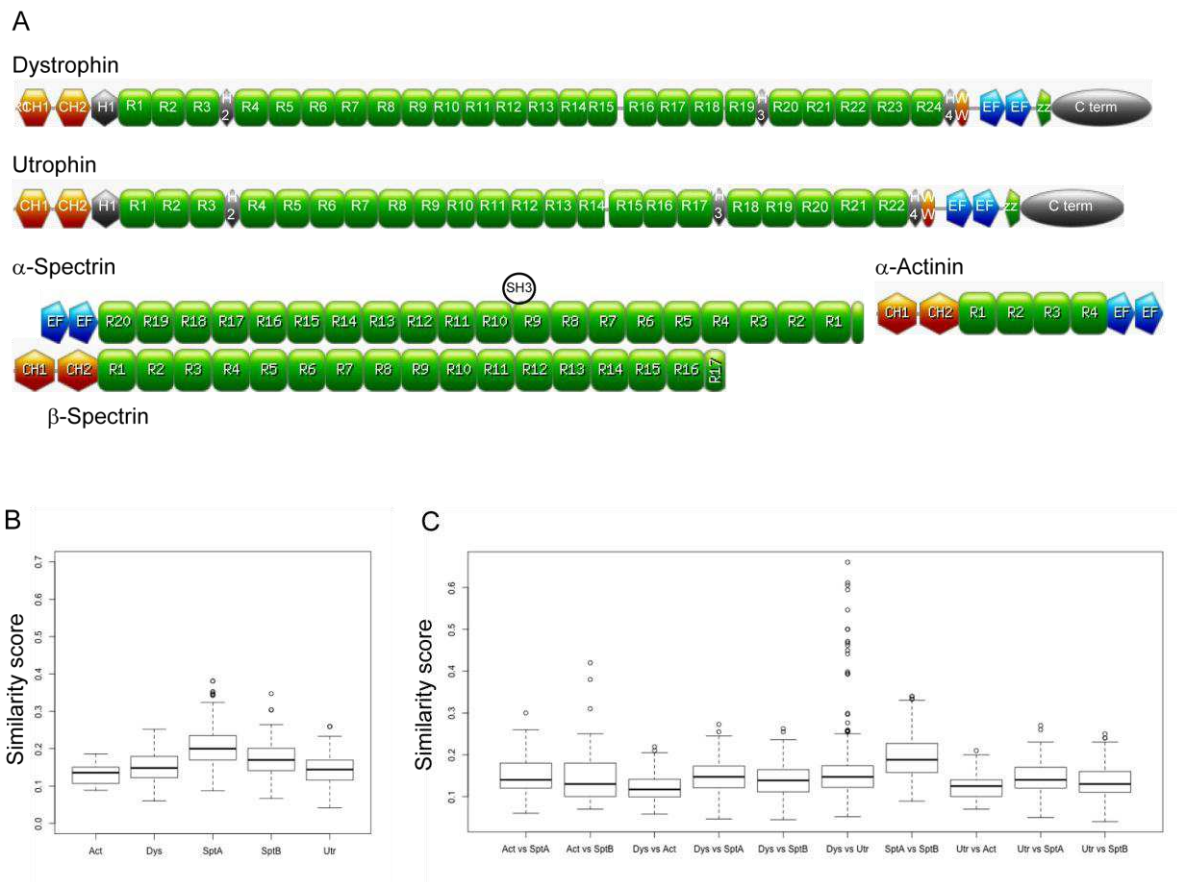 A
Dystrophin
CH1 CH2 H1 R1 R2 R3 H2 R4 R5 R6 R7 R8 R9 R10 R11 R12 R13 R14 R15 R16 R17 R18 R19 H3 R20 R21 R22 R23 R24 H4 WW EF EF ZZ C term
Utrophin
CH1 CH2 H1 R1 R2 R3 H2 R4 R5 R6 R7 R8 R9 R10 R11 R12 R13 R14 R15 R16 R17 H3 R18 R19 R20 R21 R22 H4 WW EF EF ZZ C term
α-Spectrin
α-Actinin
SH3
EF EF R20 R19 R18 R17 R16 R15 R14 R13 R12 R11 R10 R9 R8 R7 R6 R5 R4 R3 R2 R1
CH1 CH2 R1 R2 R3 R4 EF EF
CH1 CH2 R1 R2 R3 R4 R5 R6 R7 R8 R9 R10 R11 R12 R13 R14 R15 R16 R17
β-Spectrin
B
Similarity score
0.7
0.6
0.5
0.4
0.3
0.2
0.1
0.0
Act Dys SptA SptB Utr
C
Similarity score
0.6
0.5
0.4
0.3
0.2
0.1
Act vs SptA Act vs SptB Dys vs Act Dys vs SptA Dys vs SptB Dys vs Utr SptA vs SptB Utr vs Act Utr vs SptA Utr vs SptB